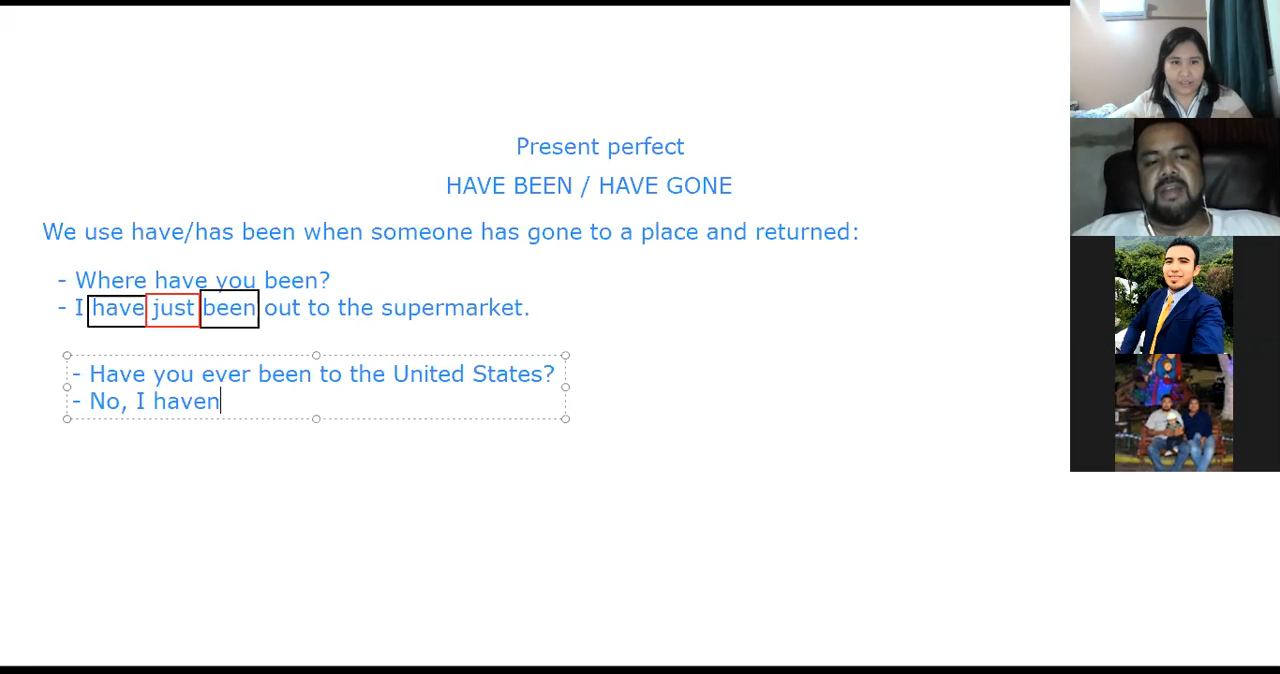 Present perfect
HAVE BEEN / HAVE GONE
We use have/has been when someone has gone to a place and returned:
- Where have you been?
- I have just been out to the supermarket.
- Have you ever been to the United States?
- No, I haven